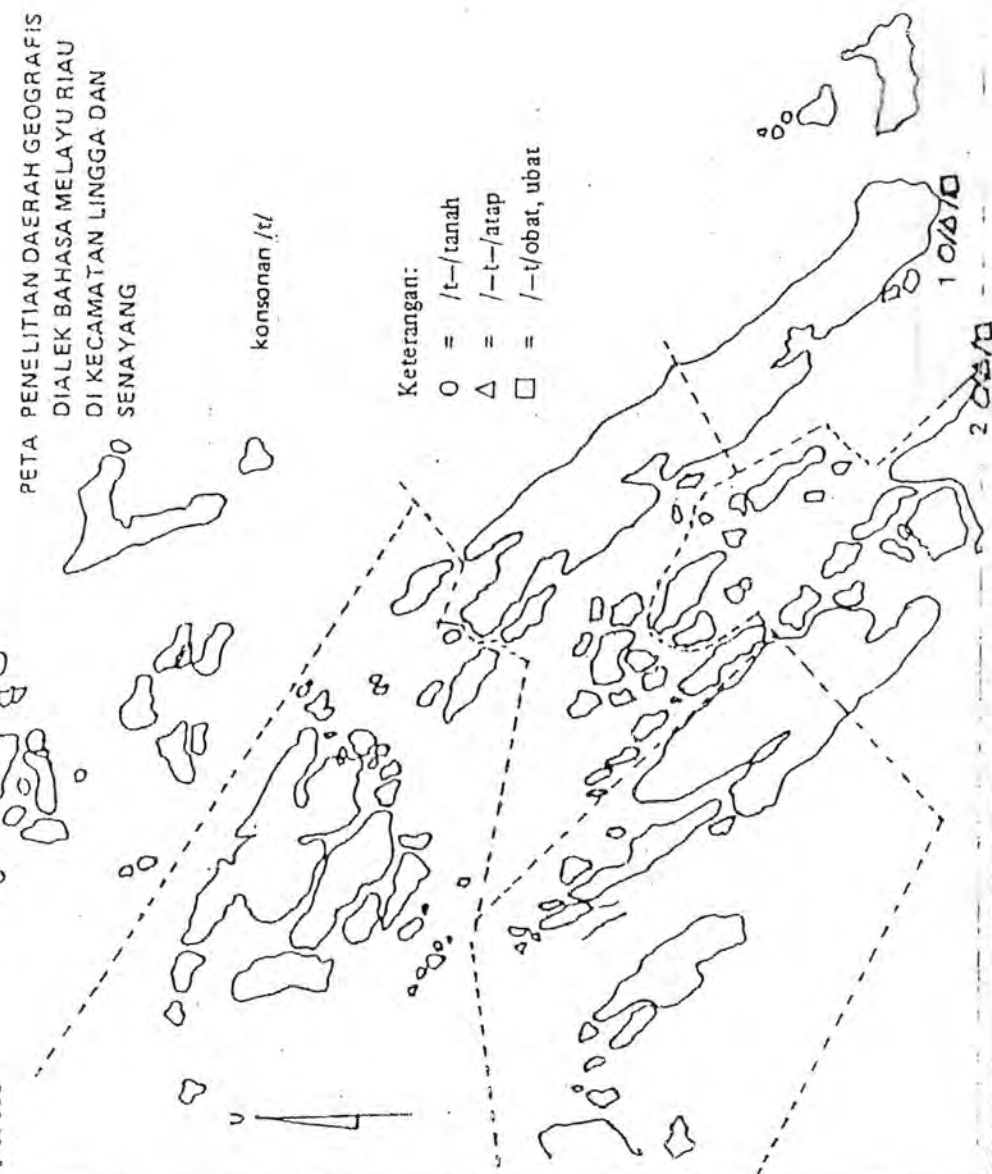 PETA PENELITIAN DAERAH GEOGRAFIS
DIALEK BAHASA MELAYU RIAU
DI KECAMATAN LINGGA DAN
SENAYANG
konsonan /t/
Keterangan:
O = /t–/tanah
△ = /–t–/atap
□ = /–t/obat, ubat
1 O/△/□
2 O/△/□
U